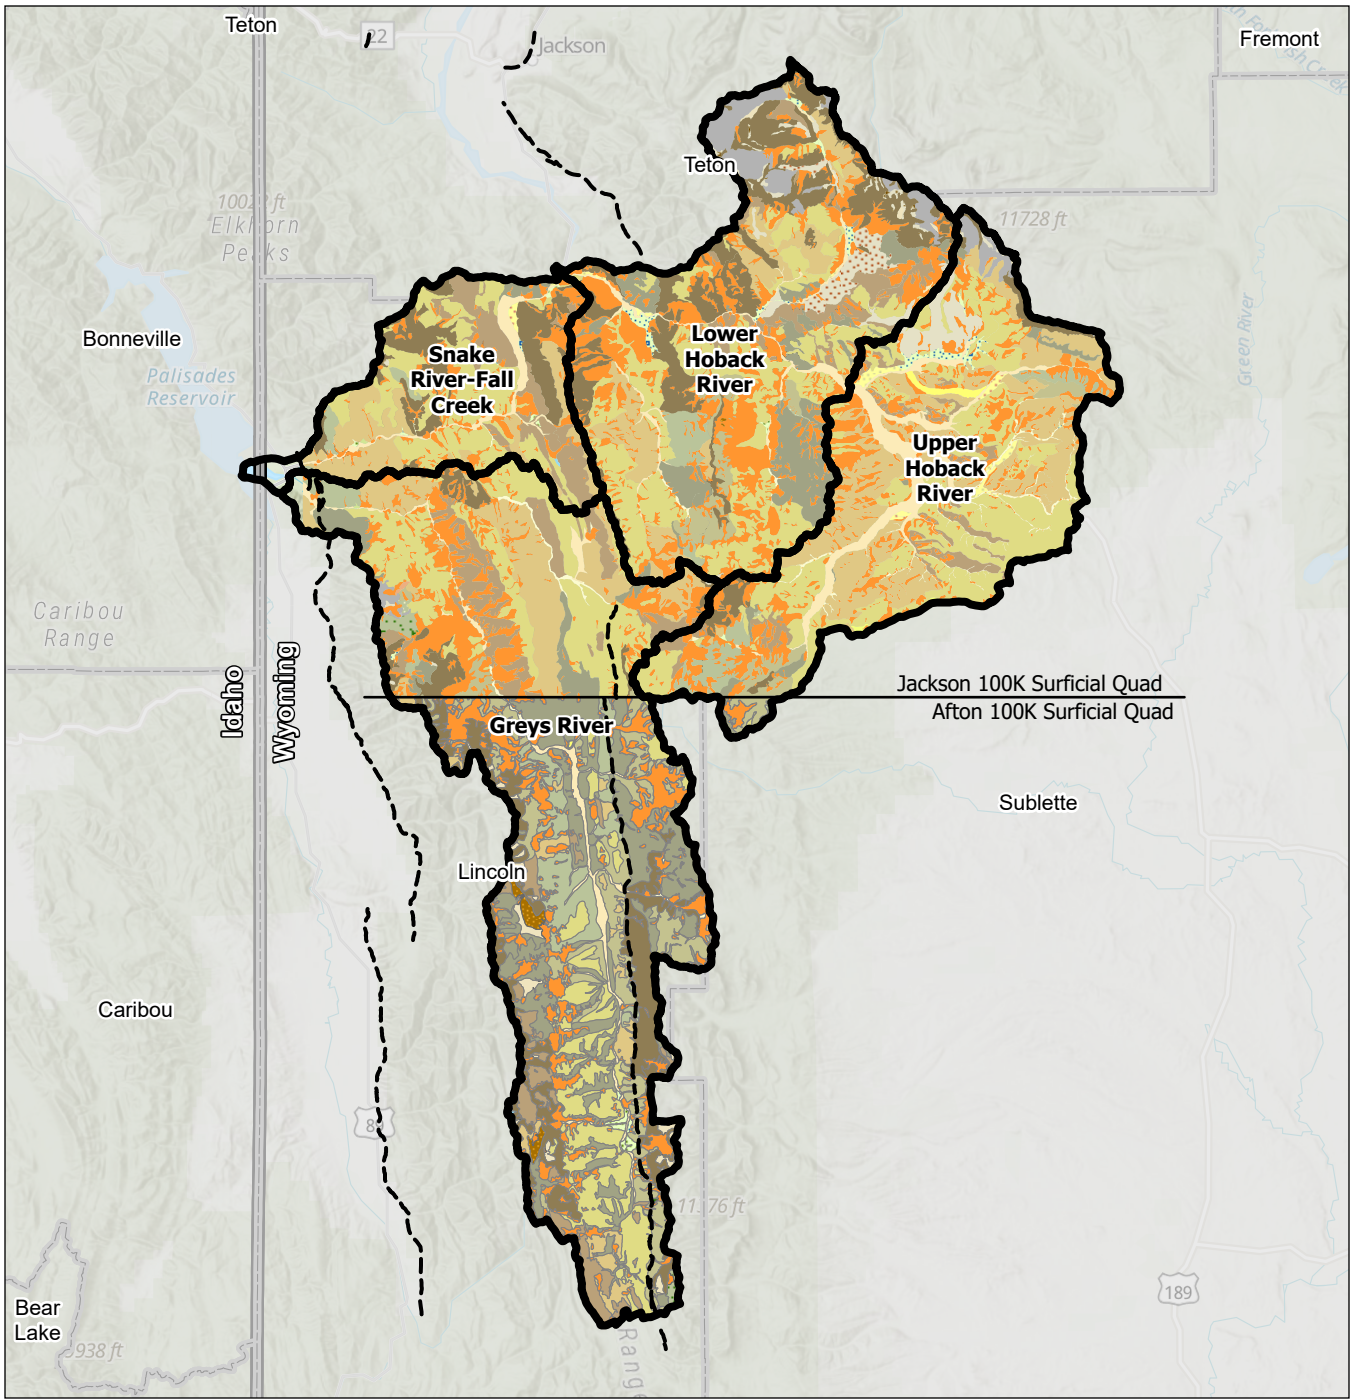 Teton
22
Jackson
Fremont
Teton
Elkhorn
Peaks
11728 ft
Green River
Bonneville
Palisades
Reservoir
Snake
River-Fall
Creek
Lower
Hoback
River
Upper
Hoback
River
Caribou
Range
Idaho
Wyoming
Jackson 100K Surficial Quad
Afton 100K Surficial Quad
Greys River
Sublette
Lincoln
Caribou
89
ft
189
Bear
Lake
938 ft
Range